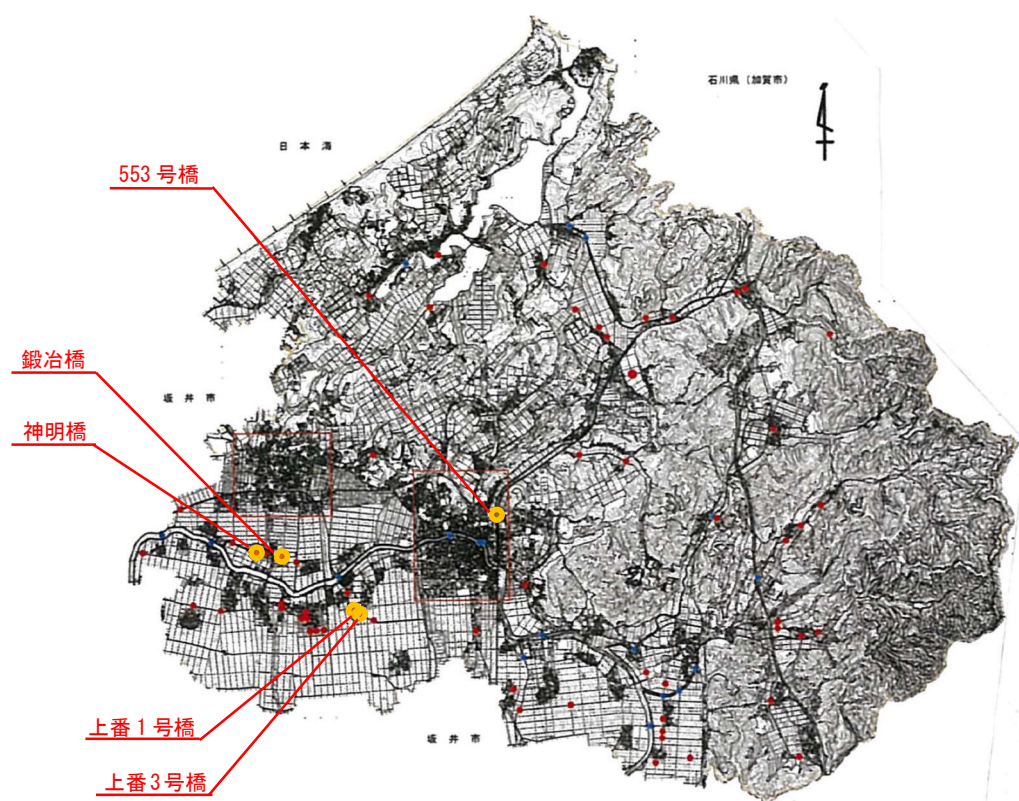 石川県(加賀市)
日本海
553号橋
鍛冶橋
坂井市
神明橋
上番1号橋
坂井市
上番3号橋